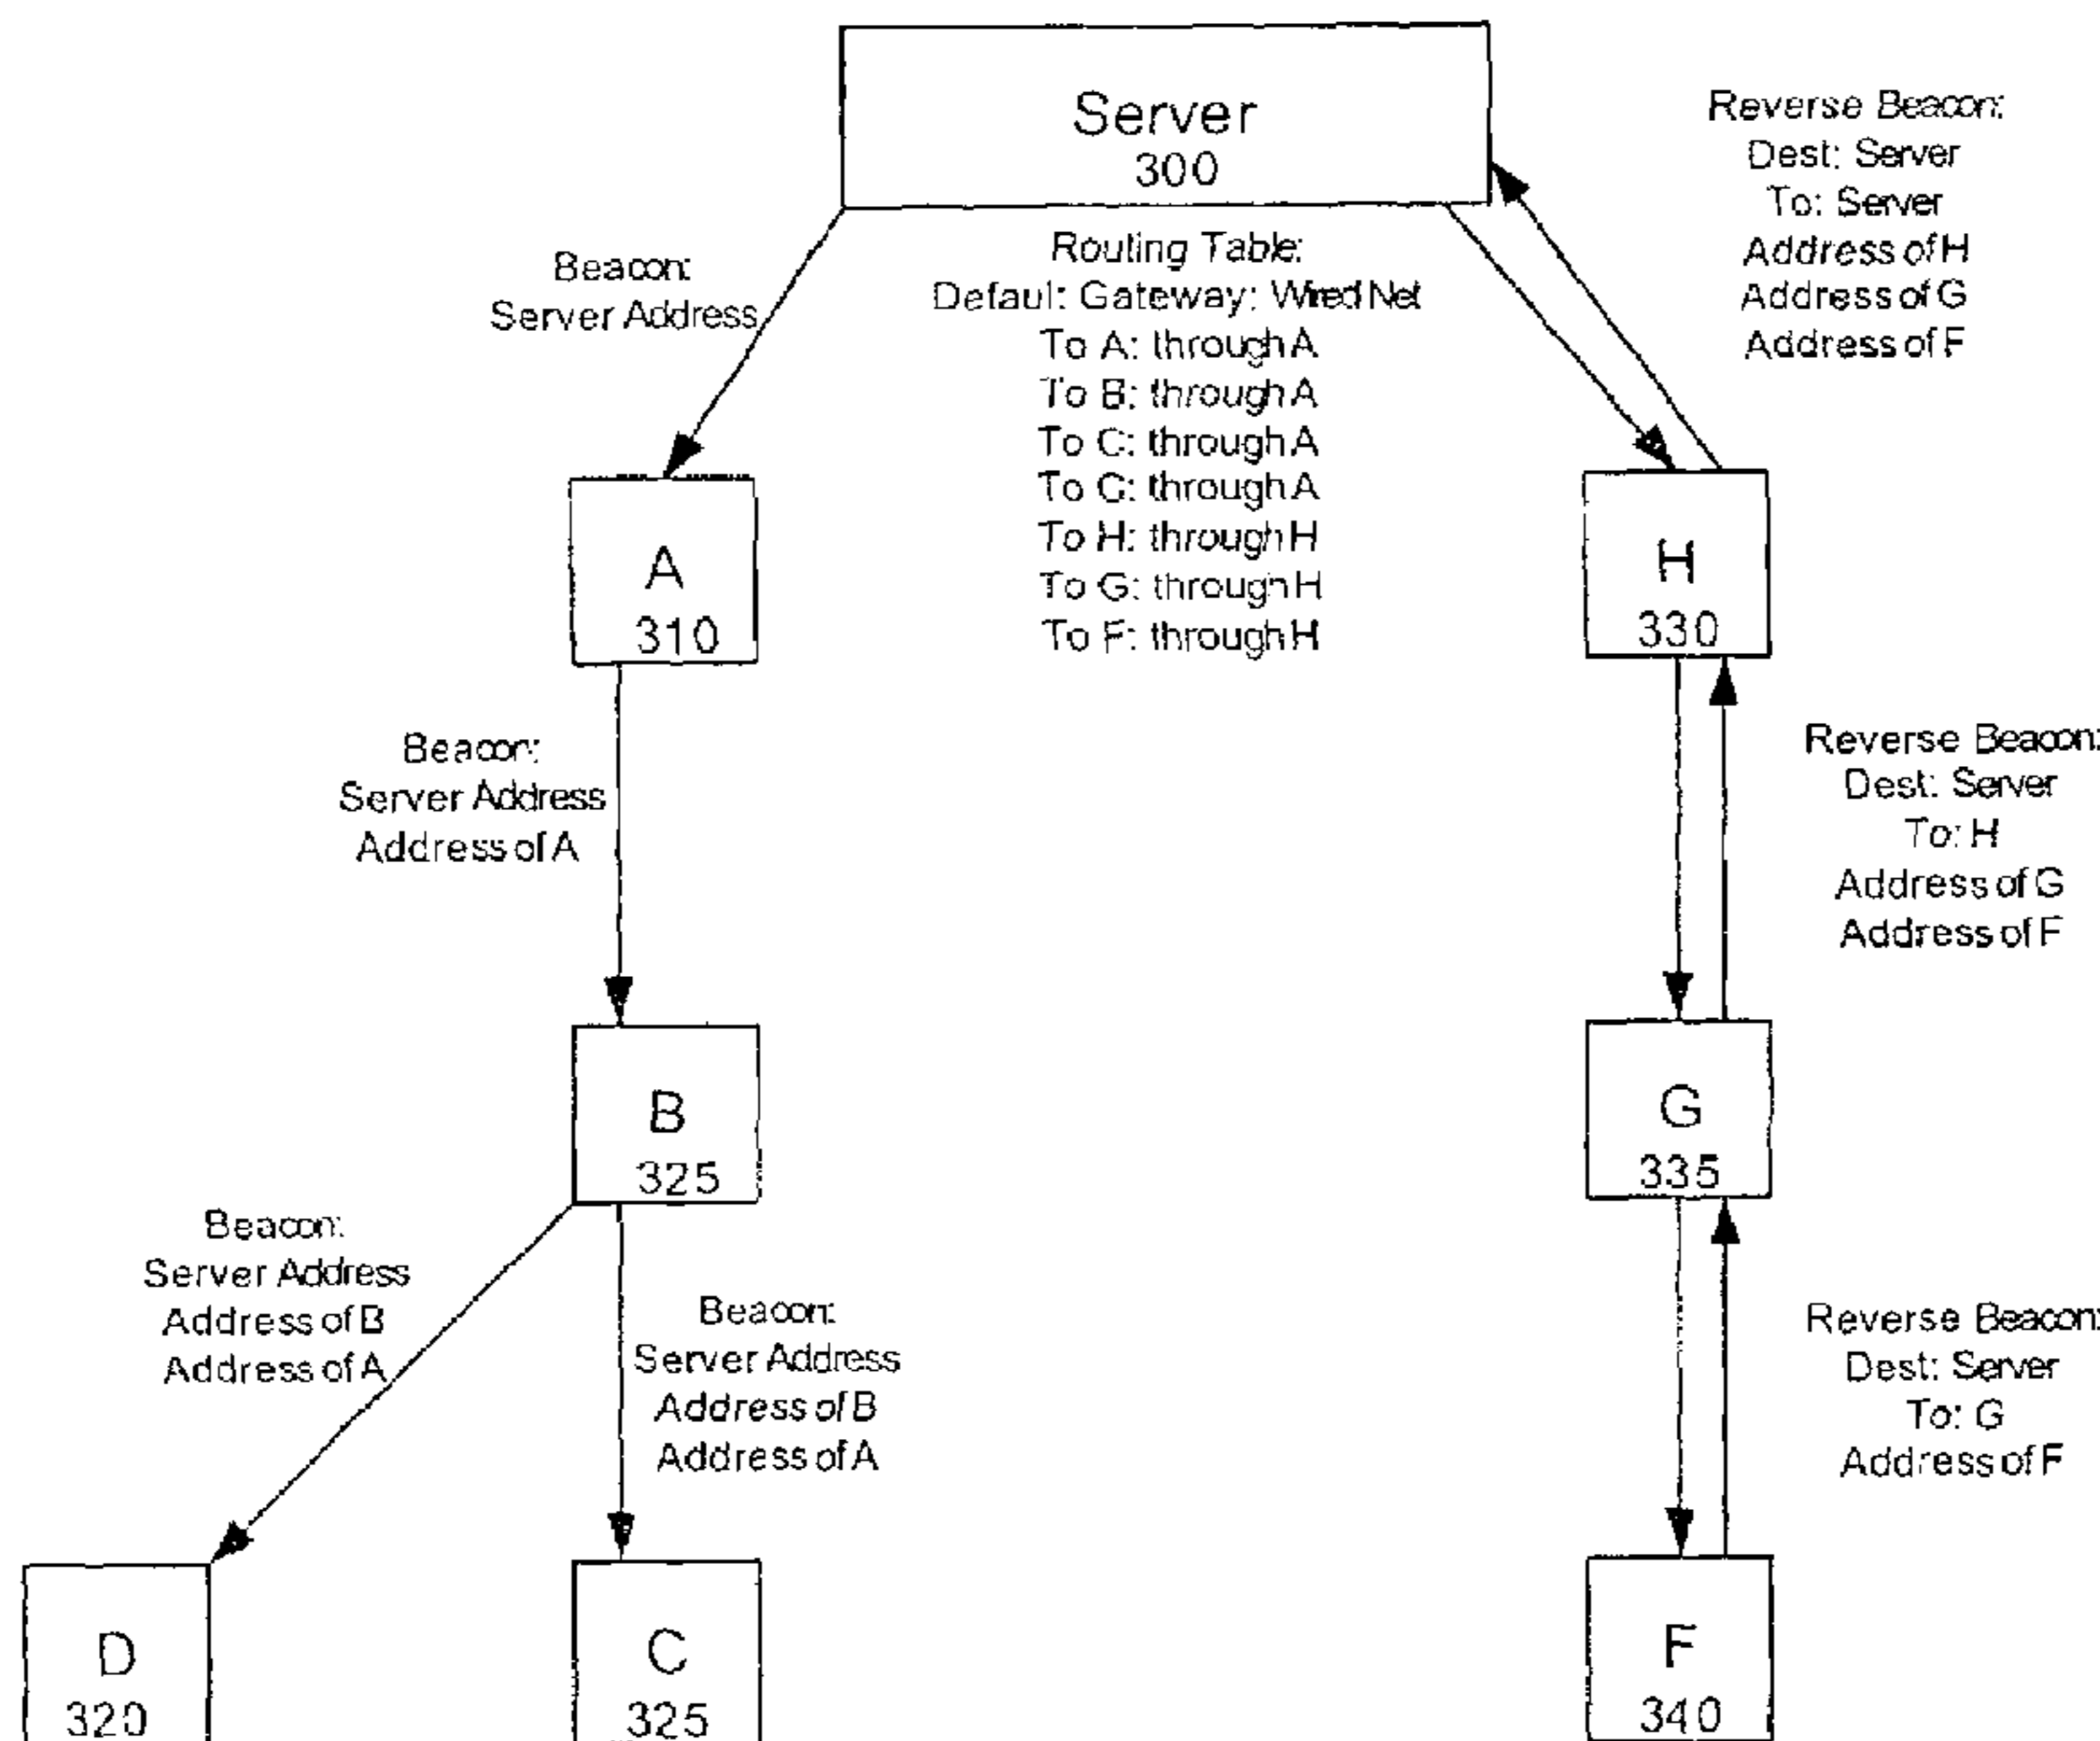 Server
300
Reverse Beacon:
Dest: Server
To: Server
Address of H
Address of G
Address of F
Beacon:
Server Address
Routing Table:
Defaul: Gateway: Wired Net
To A: through A
To B: through A
To C: through A
To C: through A
To H: through H
To G: through H
To F: through H
A
310
H
330
Beacon:
Server Address
Address of A
Reverse Beacon:
Dest: Server
To: H
Address of G
Address of F
B
325
G
335
Beacon:
Server Address
Address of B
Address of A
Beacon:
Server Address
Address of B
Address of A
Reverse Beacon:
Dest: Server
To: G
Address of F
D
320
C
325
F
340